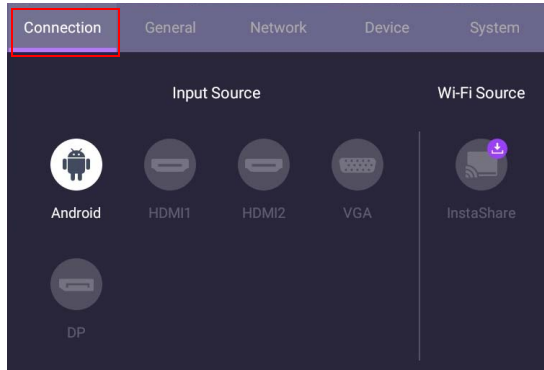 Connection General Network Device System
Input Source Wi-Fi Source
Android HDMI1 HDMI2 VGA InstaShare
DP